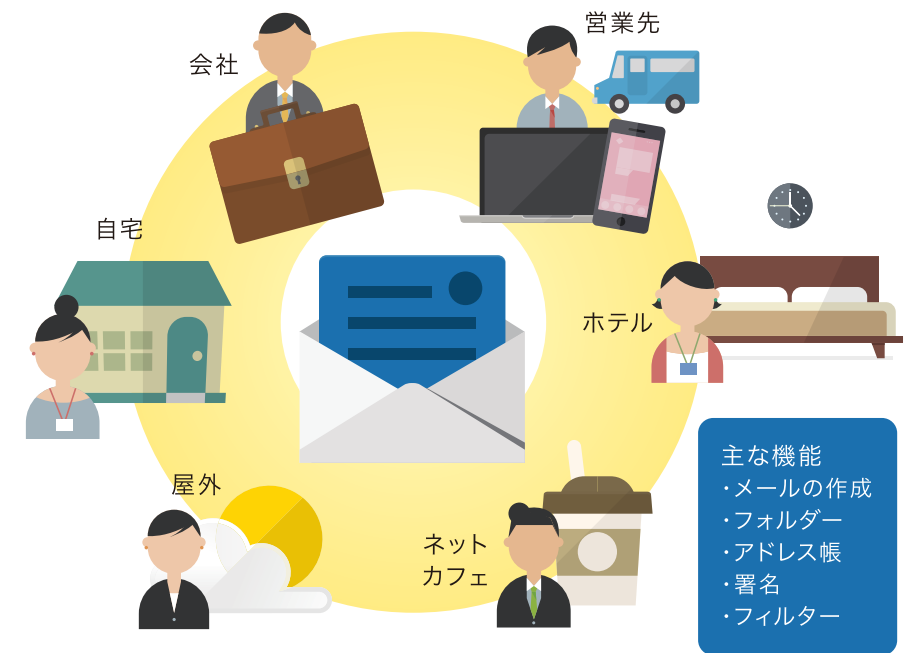 会社
営業先
自宅
ホテル
屋外
ネット
カフェ
主な機能
・メールの作成
・フォルダー
・アドレス帳
・署名
・フィルター